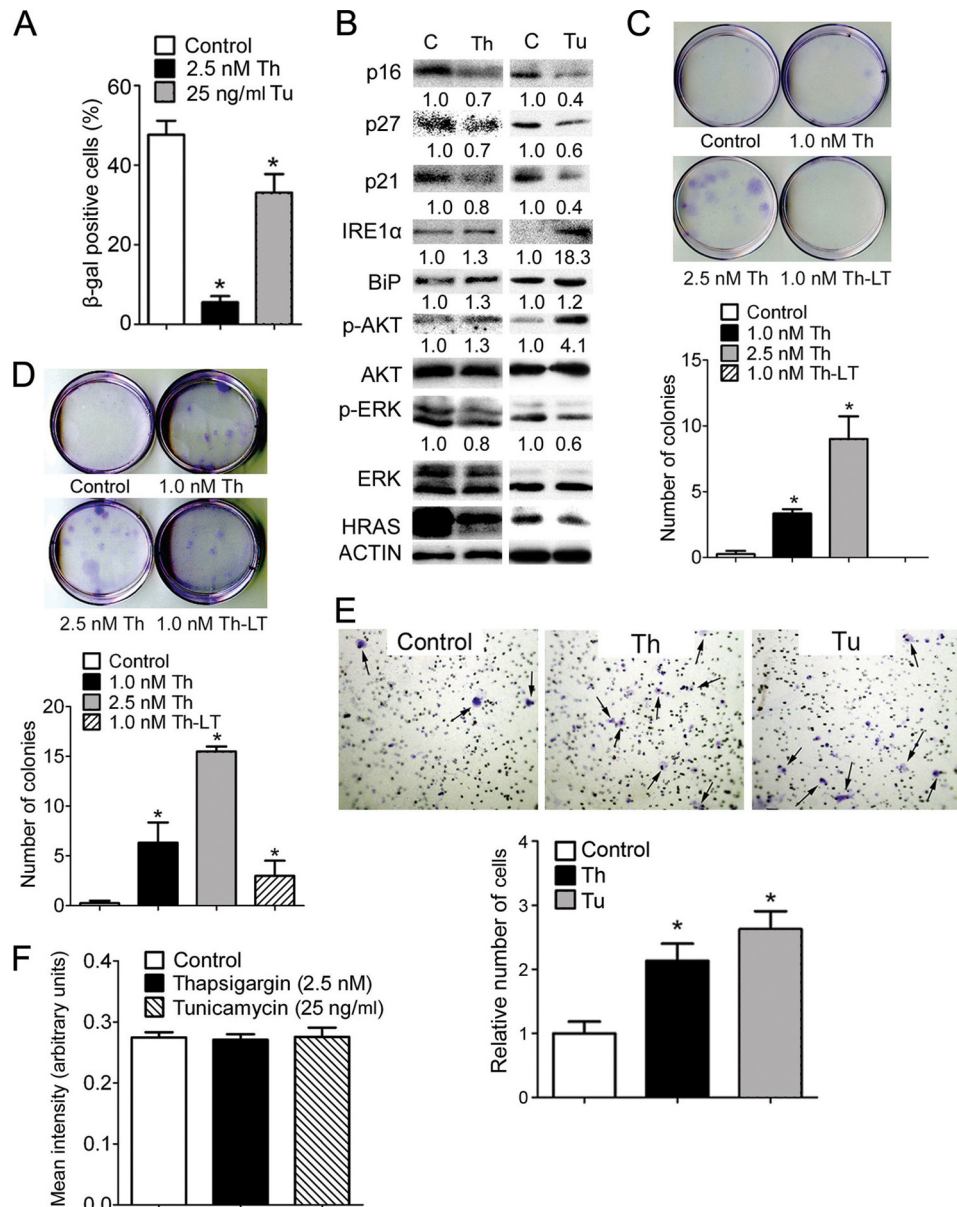 A
Control
2.5 nM Th
25 ng/ml Tu
β-gal positive cells (%)
60
40
20
0
*
*
B
C Th C Tu
p16
1.0 0.7 1.0 0.4
p27
1.0 0.7 1.0 0.6
p21
1.0 0.8 1.0 0.4
IRE1α
1.0 1.3 1.0 18.3
BiP
1.0 1.3 1.0 1.2
p-AKT
1.0 1.3 1.0 4.1
AKT
p-ERK
1.0 0.8 1.0 0.6
ERK
HRAS
ACTIN
C
Control 1.0 nM Th
2.5 nM Th 1.0 nM Th-LT
Control
1.0 nM Th
2.5 nM Th
1.0 nM Th-LT
Number of colonies
15
10
5
0
*
*
D
Control 1.0 nM Th
2.5 nM Th 1.0 nM Th-LT
Control
1.0 nM Th
2.5 nM Th
1.0 nM Th-LT
Number of colonies
20
15
10
5
0
*
*
*
E
Control Th Tu
Control
Th
Tu
Relative number of cells
4
3
2
1
0
*
*
F
Control
Thapsigargin (2.5 nM)
Tunicamycin (25 ng/ml)
Mean intensity (arbitrary units)
0.4
0.3
0.2
0.1
0.0